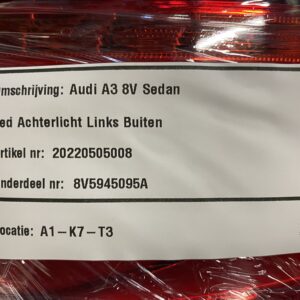 mschrijving: Audi A3 8V Sedan
ed Achterlicht Links Buiten
rtikel nr: 20220505008
nderdeel nr: 8V5945095A
ocatie: A1-K7-T3